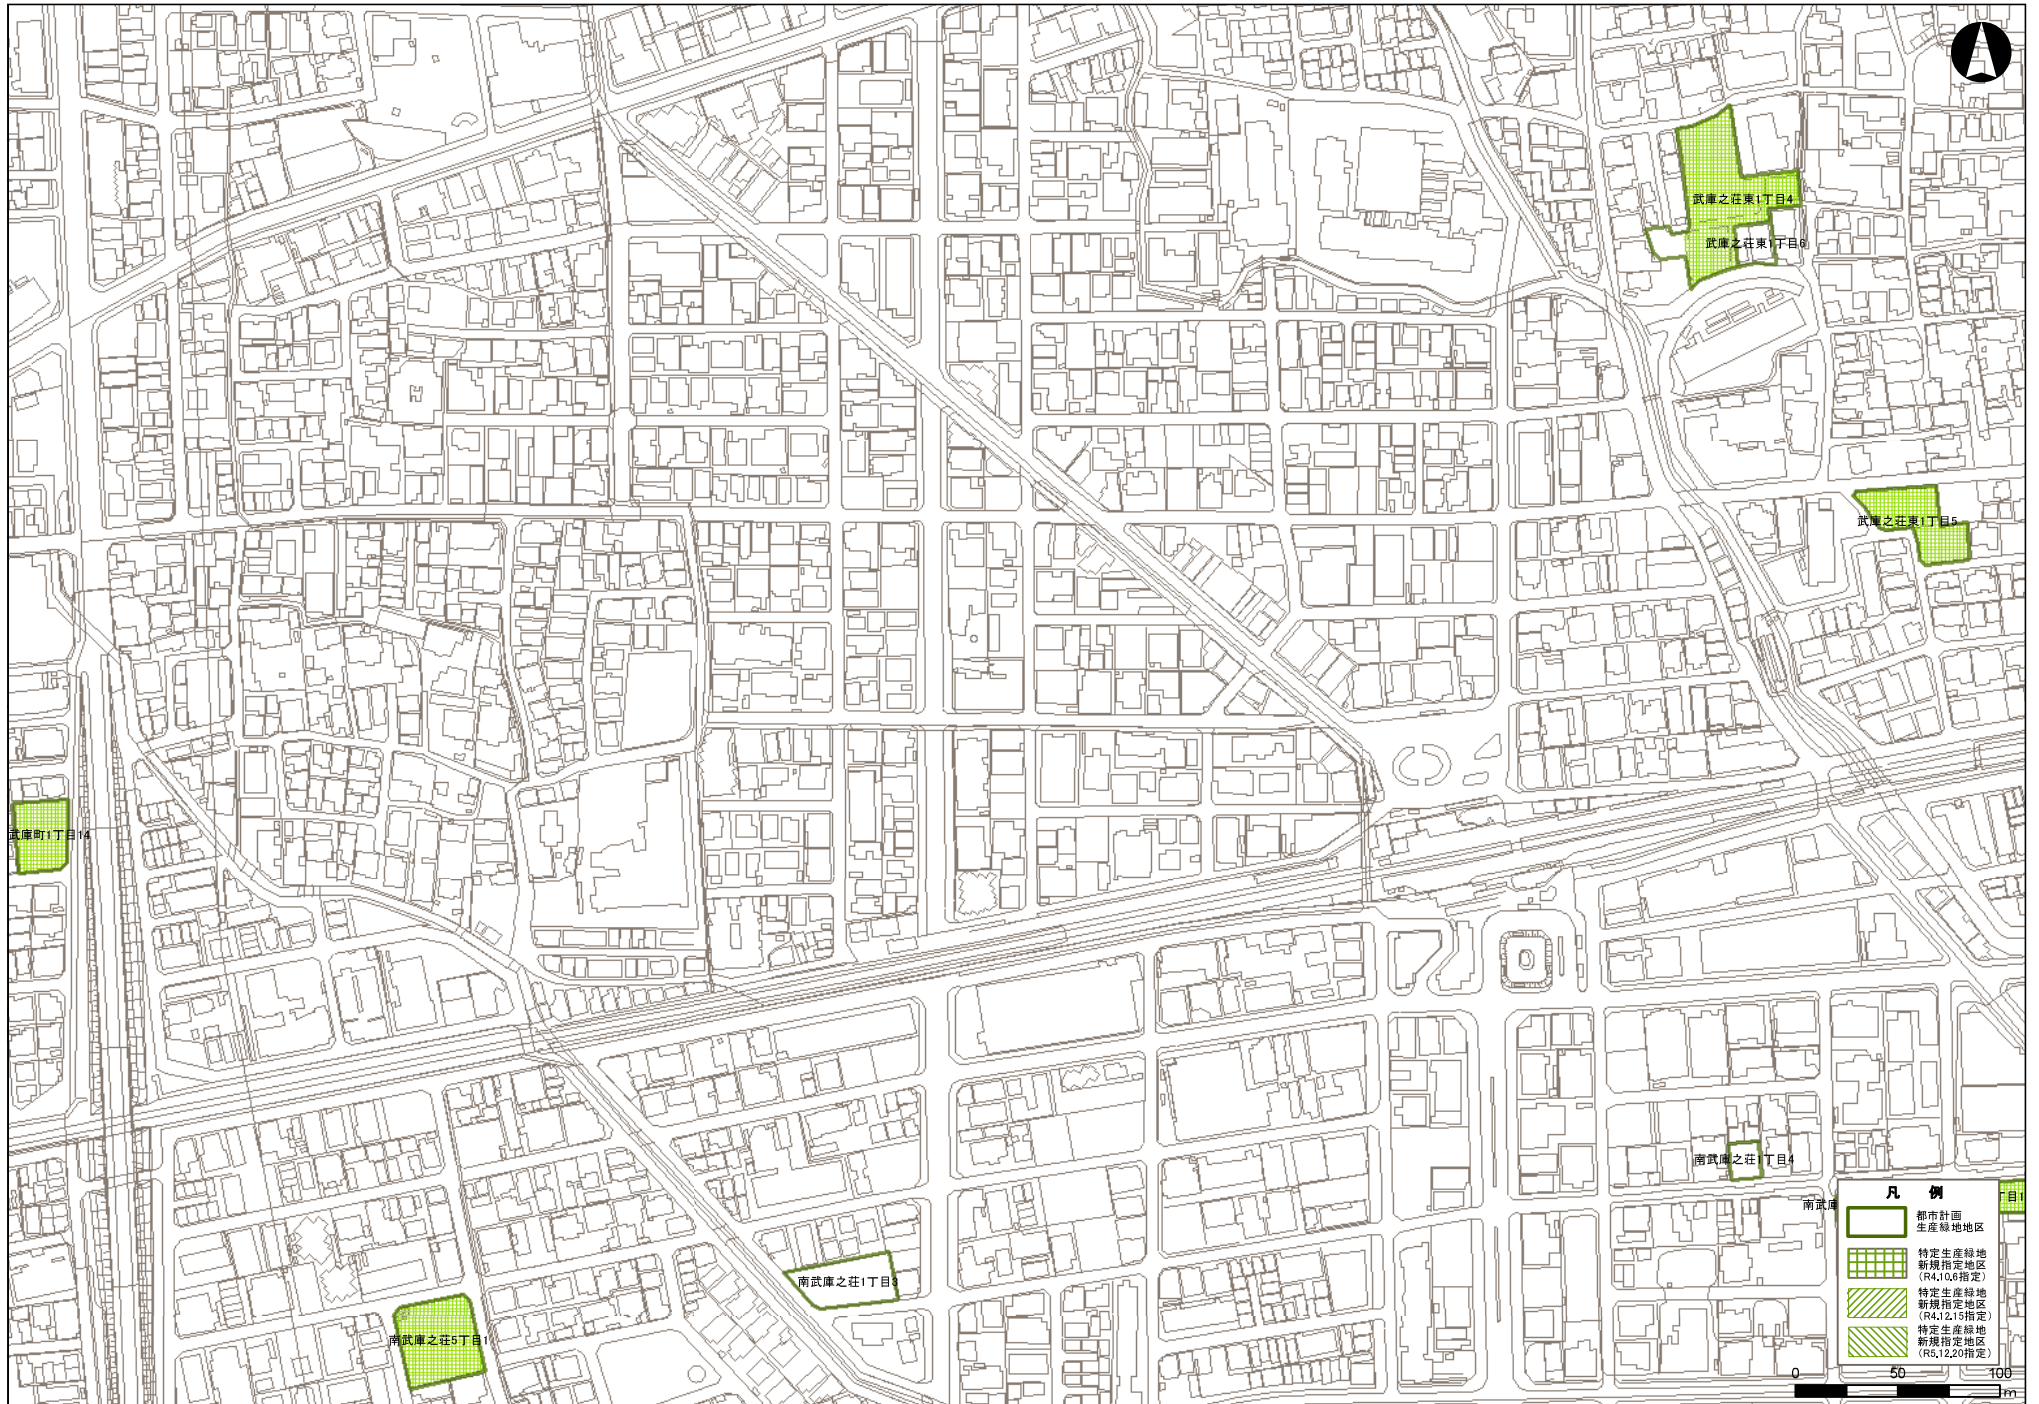 武庫之荘東1丁目4
武庫之荘東1丁目6
武庫之荘東1丁目5
武庫町1丁目14
南武庫之荘1丁目4
南武庫
丁目1
南武庫之荘1丁目3
南武庫之荘5丁目1
凡 例
都市計画
生産緑地地区
特定生産緑地
新規指定地区
(R4.10.6指定)
特定生産緑地
新規指定地区
(R4.12.15指定)
特定生産緑地
新規指定地区
(R5.12.20指定)
0 50 100
m